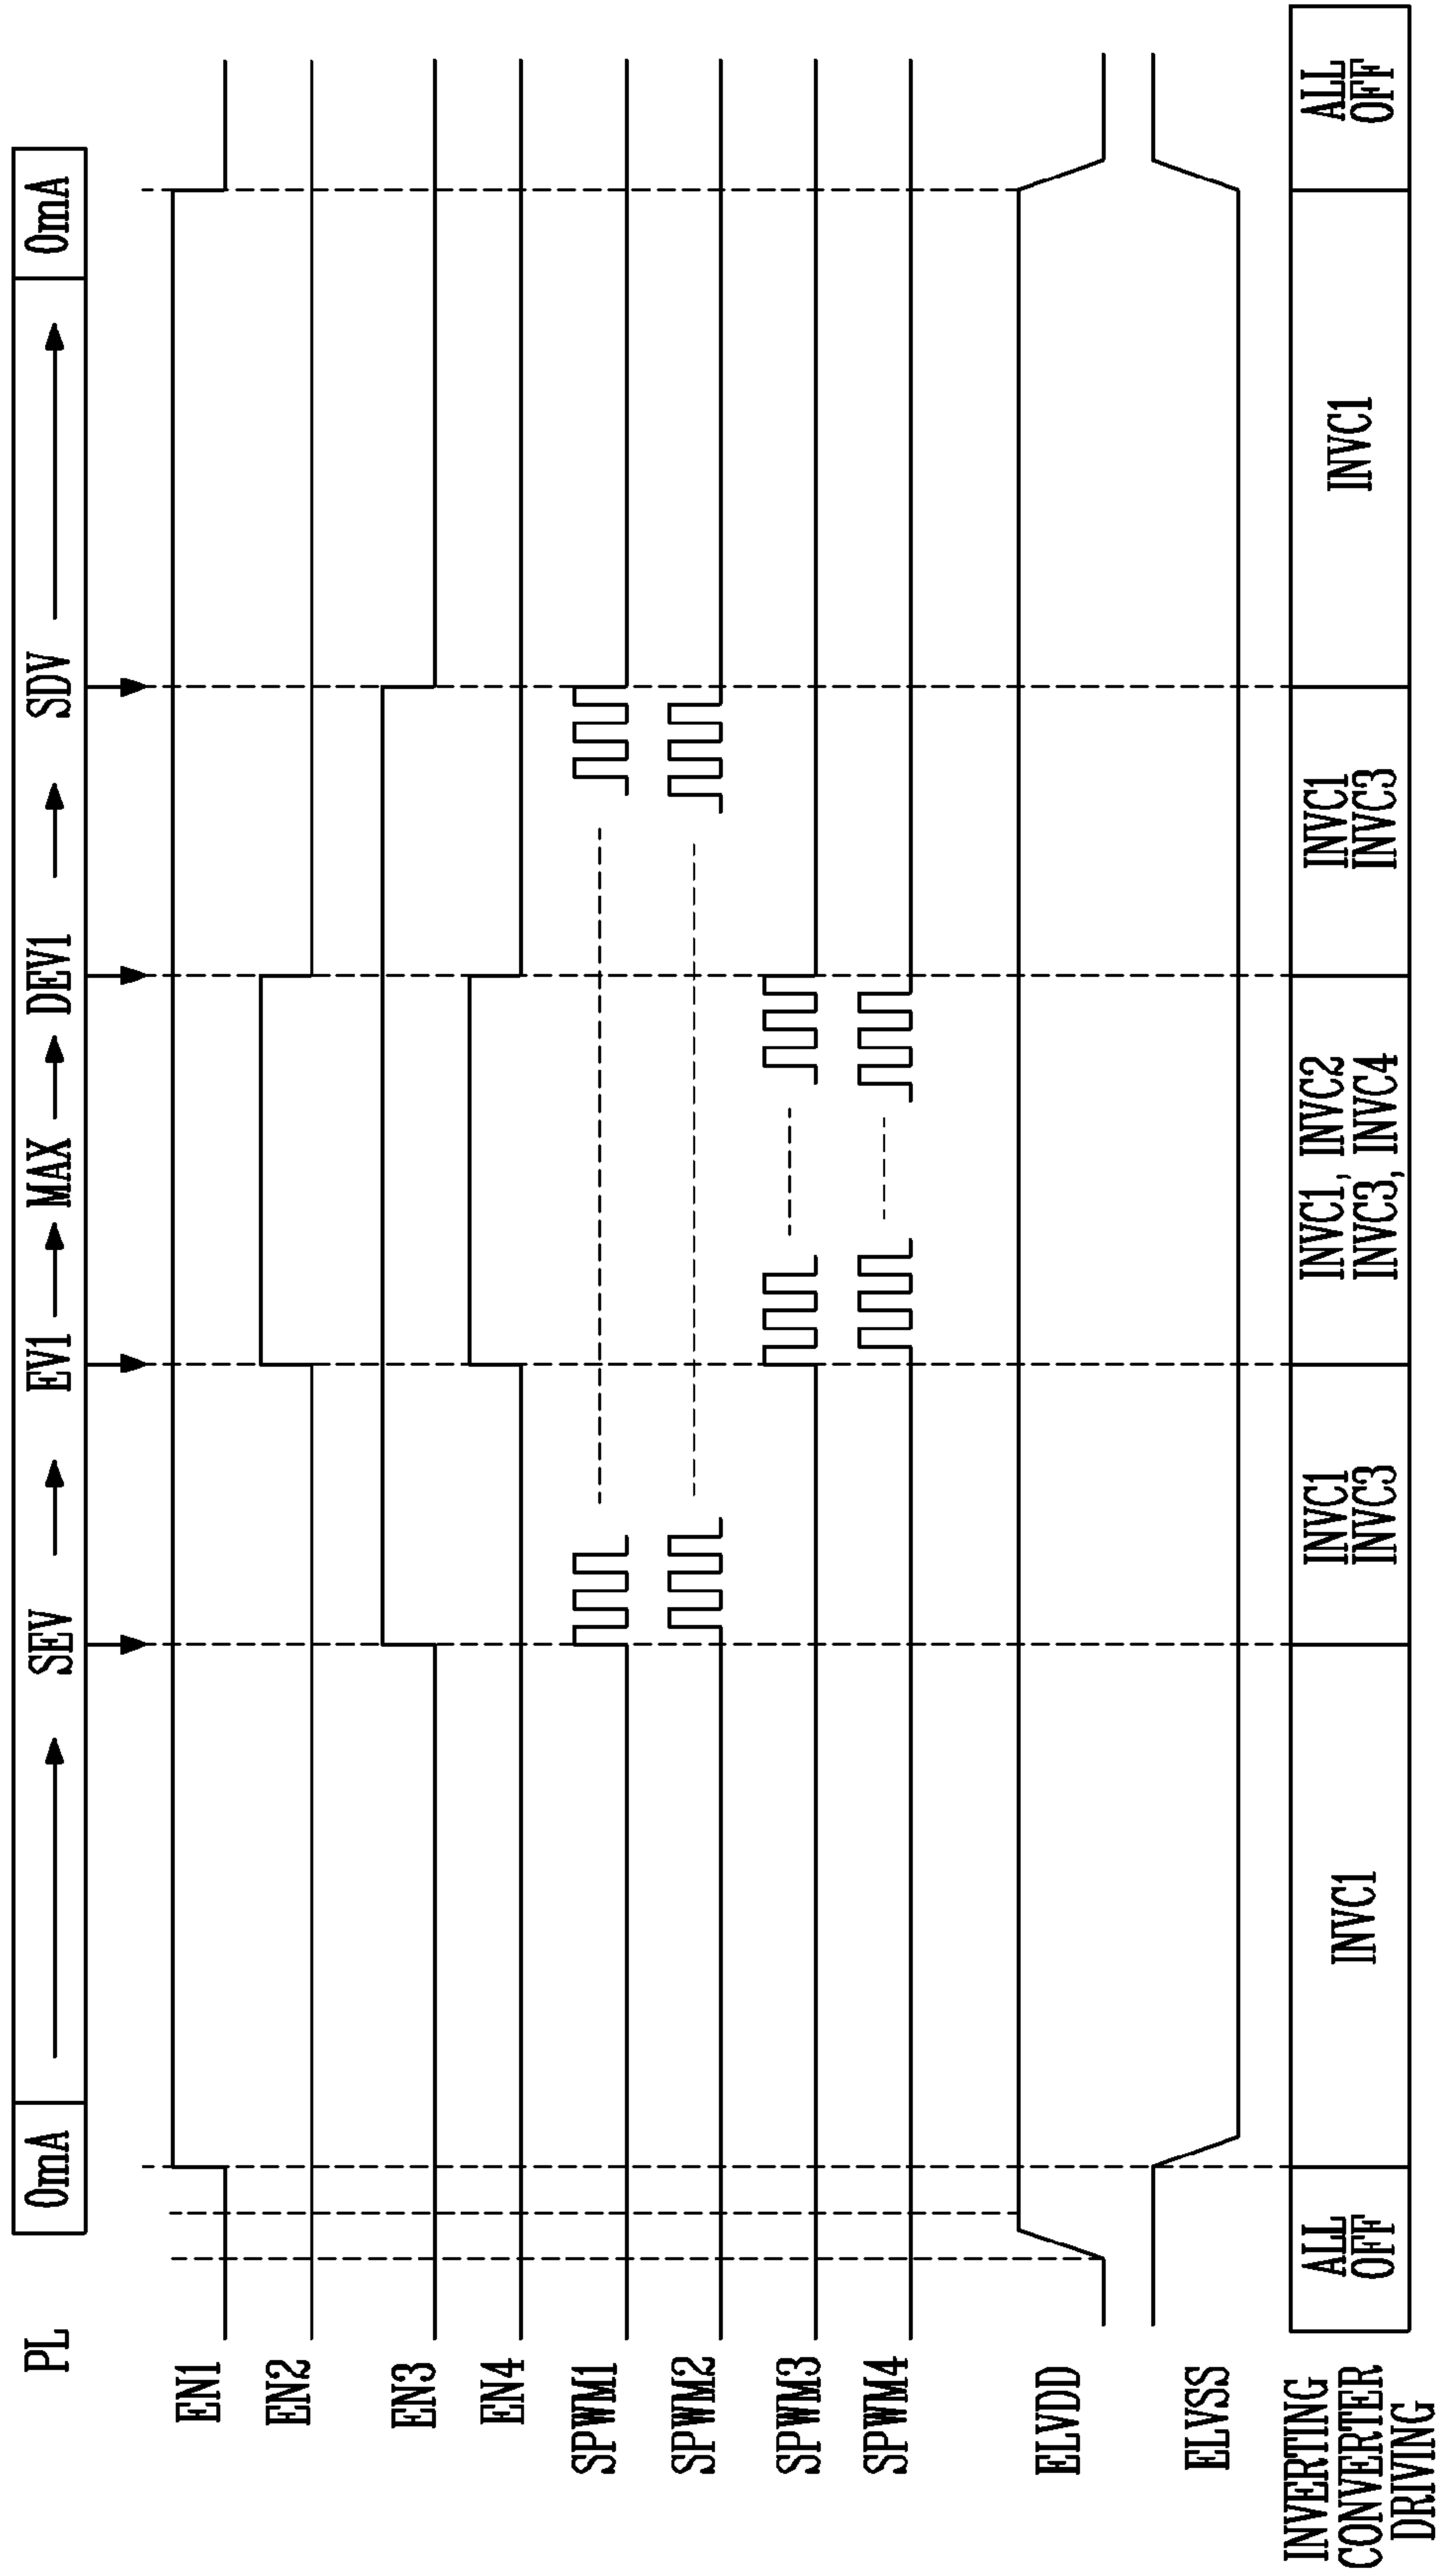 PL 0mA SEV EV1 MAX DEV1 SDV 0mA
EN1
EN2
EN3
EN4
SPWM1
SPWM2
SPWM3
SPWM4
ELVDD
ELVSS
INVERTING
CONVERTER
DRIVING
ALL
OFF
INVC1
INVC1
INVC3
INVC1, INVC2
INVC3, INVC4
INVC1
INVC3
INVC1
ALL
OFF